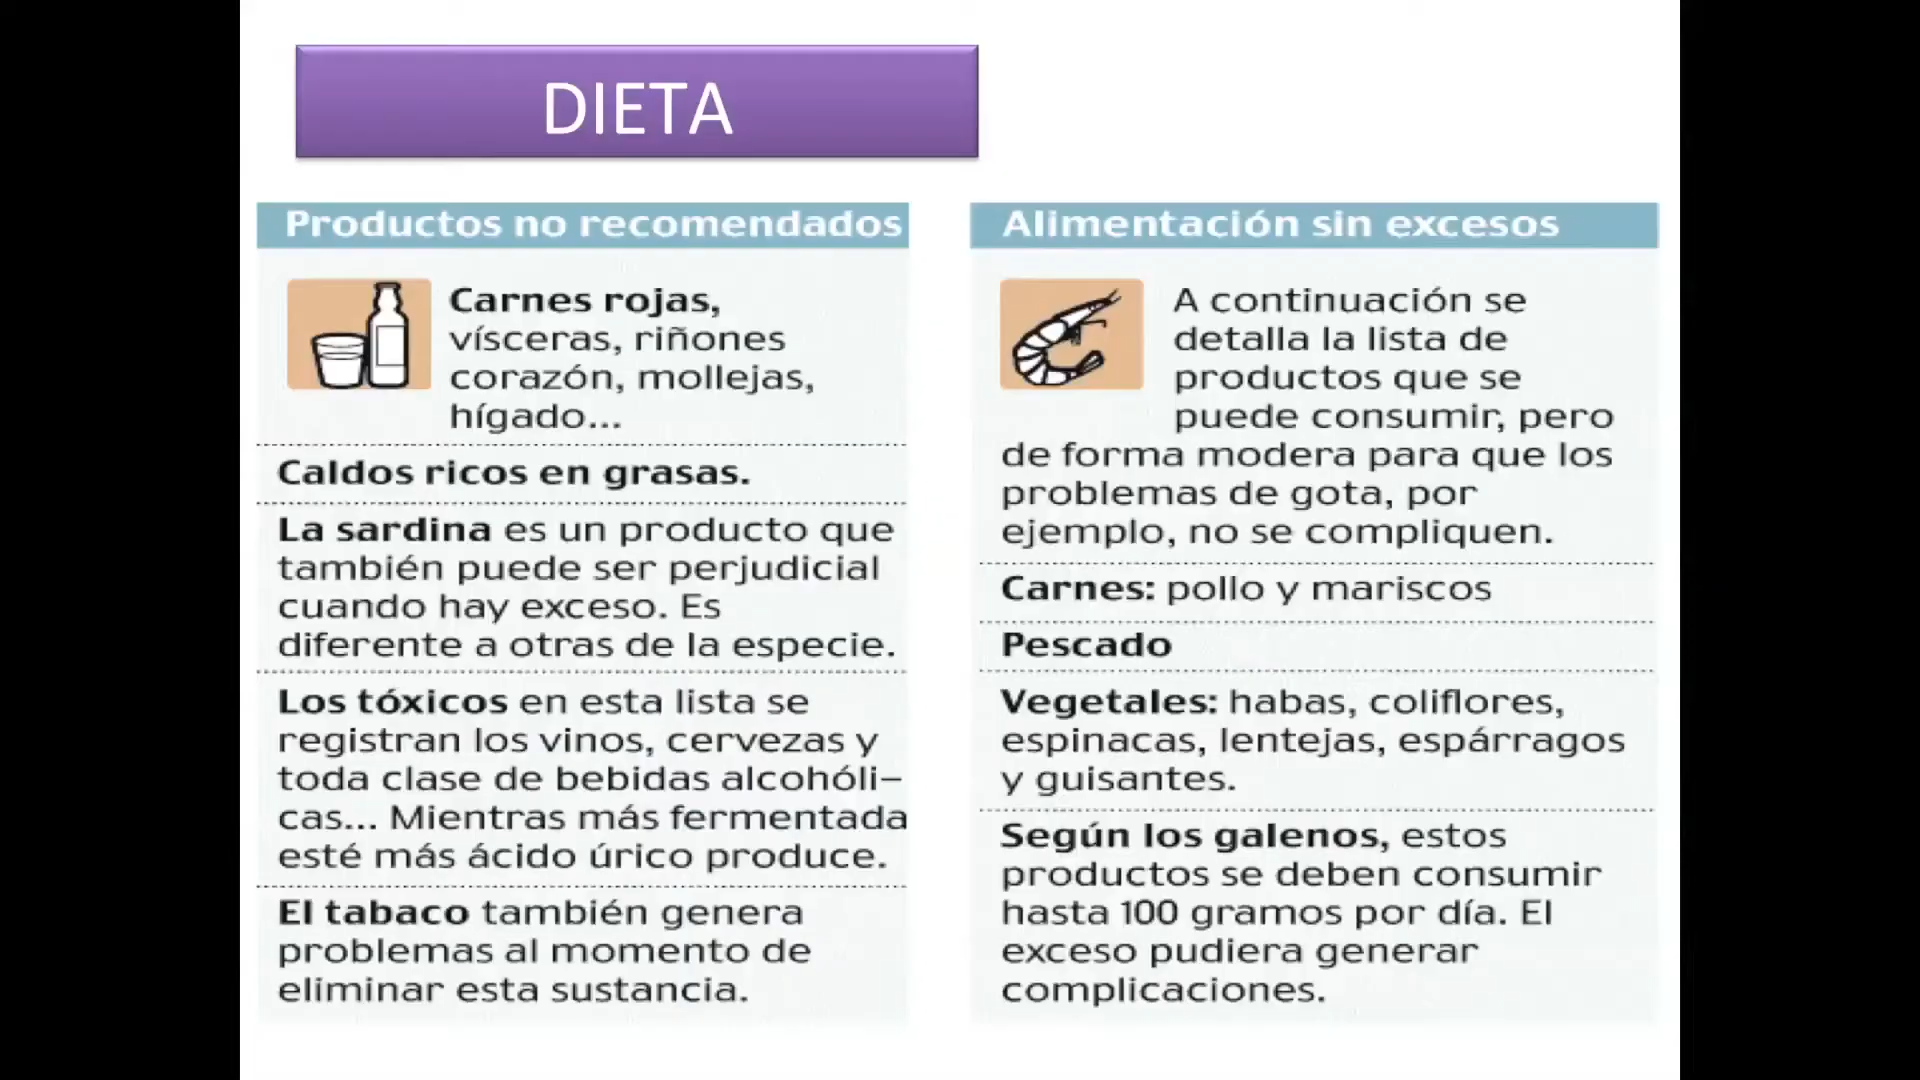 DIETA
Productos no recomendados
Carnes rojas,
vísceras, riñones
corazón, mollejas,
hígado...
Caldos ricos en grasas.
La sardina es un producto que
también puede ser perjudicial
cuando hay exceso. Es
diferente a otras de la especie.
Los tóxicos en esta lista se
registran los vinos, cervezas y
toda clase de bebidas alcohóli-
cas... Mientras más fermentada
esté más ácido úrico produce.
El tabaco también genera
problemas al momento de
eliminar esta sustancia.
Alimentación sin excesos
A continuación se
detalla la lista de
productos que se
puede consumir, pero
de forma modera para que los
problemas de gota, por
ejemplo, no se compliquen.
Carnes: pollo y mariscos
Pescado
Vegetales: habas, coliflores,
espinacas, lentejas, espárragos
y guisantes.
Según los galenos, estos
productos se deben consumir
hasta 100 gramos por día. El
exceso pudiera generar
complicaciones.